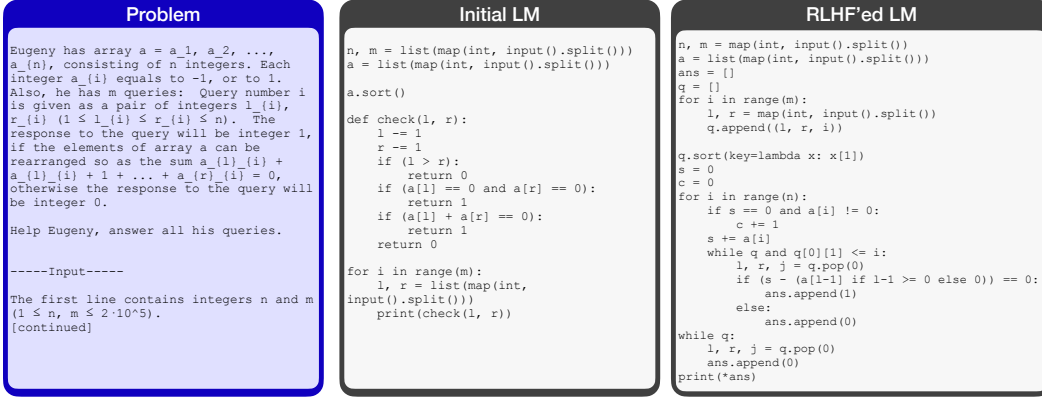 Problem
Eugeny has array a = a_1, a_2, ...,
a_{n}, consisting of n integers. Each
integer a_{i} equals to -1, or to 1.
Also, he has m queries:  Query number i
is given as a pair of integers l_{i},
r_{i} (1 ≤ l_{i} ≤ r_{i} ≤ n).  The
response to the query will be integer 1,
if the elements of array a can be
rearranged so as the sum a_{l}_{i} +
a_{l}_{i} + 1 + ... + a_{r}_{i} = 0,
otherwise the response to the query will
be integer 0.
Help Eugeny, answer all his queries.
-----Input-----
The first line contains integers n and m
(1 ≤ n, m ≤ 2·10^5).
[continued]
Initial LM
n, m = list(map(int, input().split()))
a = list(map(int, input().split()))
a.sort()
def check(l, r):
    l -= 1
    r -= 1
    if (l > r):
        return 0
    if (a[l] == 0 and a[r] == 0):
        return 1
    if (a[l] + a[r] == 0):
        return 1
    return 0
for i in range(m):
    l, r = list(map(int,
input().split()))
    print(check(l, r))
RLHF'ed LM
n, m = map(int, input().split())
a = list(map(int, input().split()))
ans = []
q = []
for i in range(m):
    l, r = map(int, input().split())
    q.append((l, r, i))
q.sort(key=lambda x: x[1])
s = 0
c = 0
for i in range(n):
    if s == 0 and a[i] != 0:
        c += 1
    s += a[i]
    while q and q[0][1] <= i:
        l, r, j = q.pop(0)
        if (s - (a[l-1] if l-1 >= 0 else 0)) == 0:
            ans.append(1)
        else:
            ans.append(0)
while q:
    l, r, j = q.pop(0)
    ans.append(0)
print(*ans)